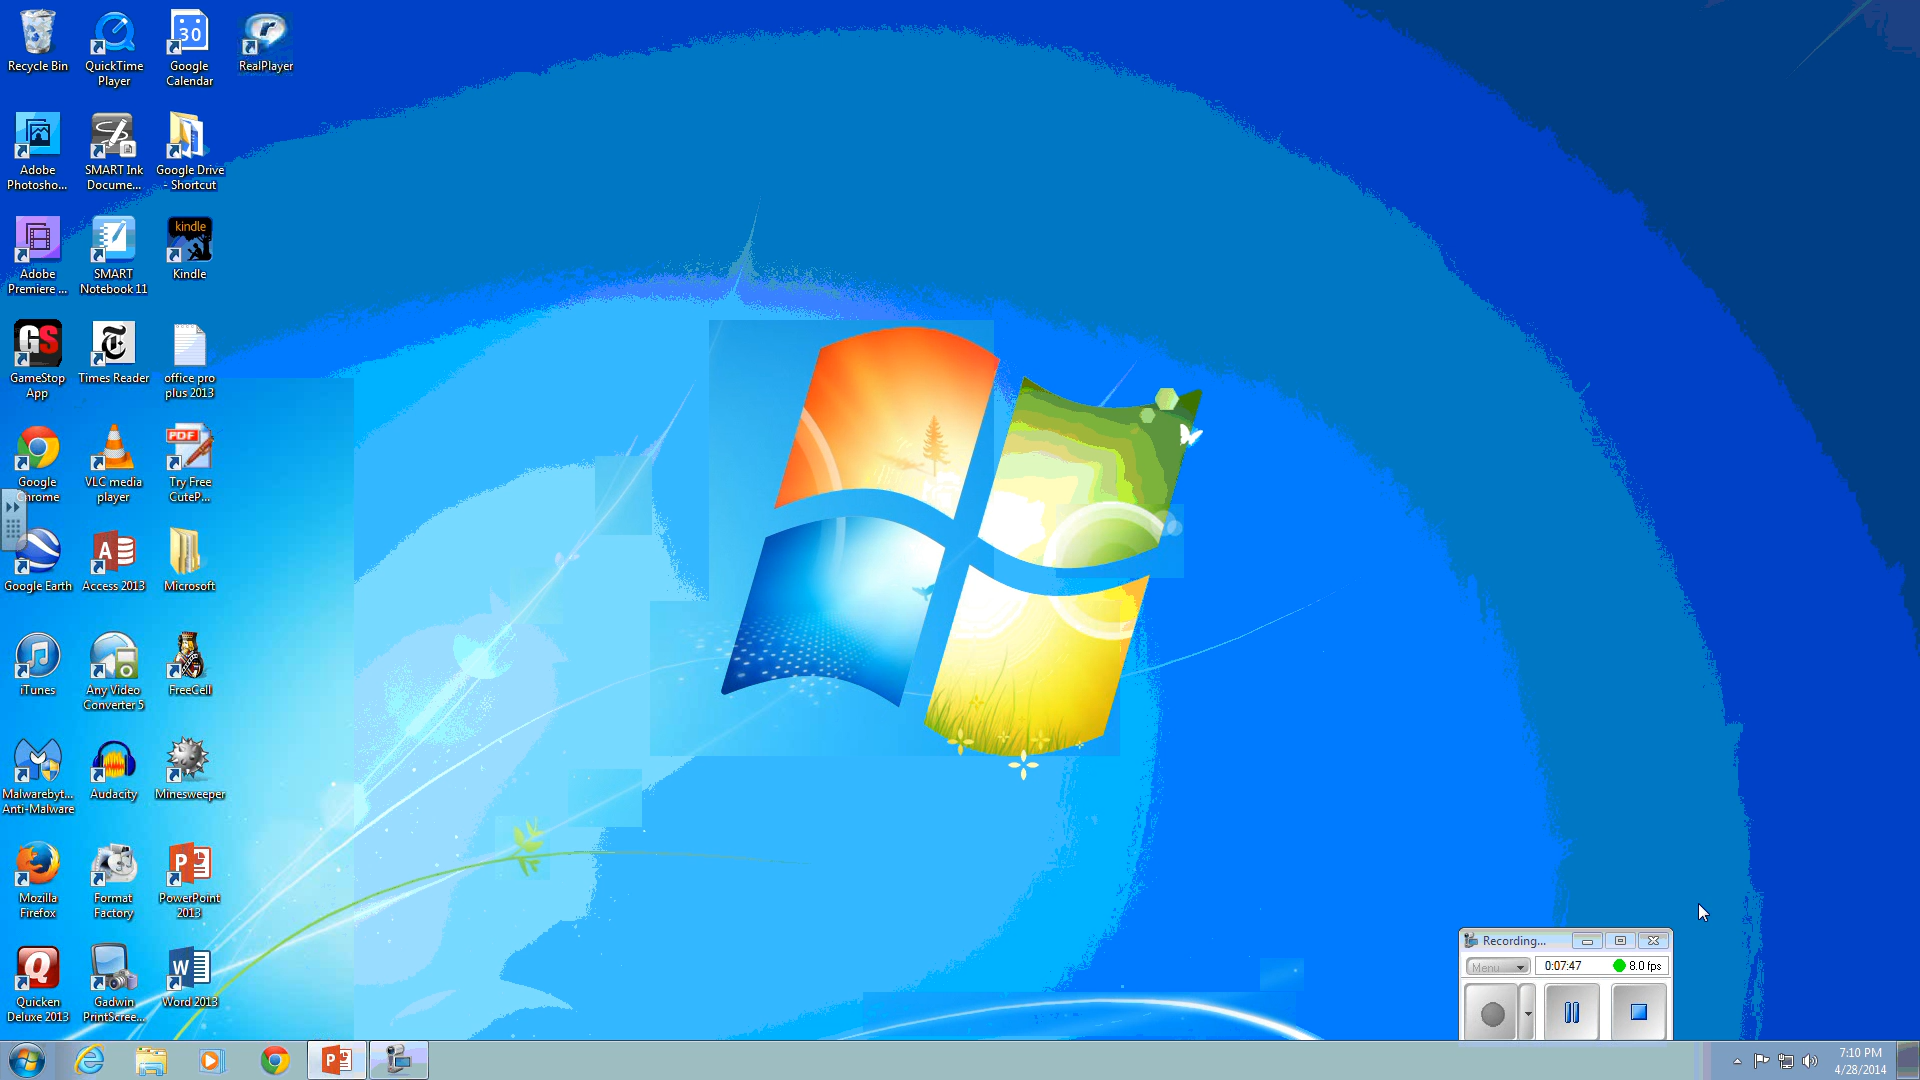 Recycle Bin
QuickTime
Player
30
Google
Calendar
RealPlayer
Adobe
Photosho...
SMART Ink
Docume...
Google Drive
- Shortcut
Adobe
Premiere ...
SMART
Notebook 11
kindle
Kindle
GS
GameStop
App
T
Times Reader
office pro
plus 2013
Google
Chrome
VLC media
player
PDF
Try Free
CuteP...
Google Earth
A
Access 2013
Microsoft
iTunes
Any Video
Converter 5
FreeCell
Malwarebyt...
Anti-Malware
Audacity
Minesweeper
Mozilla
Firefox
Format
Factory
P
PowerPoint
2013
Q
Quicken
Deluxe 2013
Gadwin
PrintScree...
W
Word 2013
Recording...
Menu
0:07:47
8.0 fps
P
7:10 PM
4/28/2014